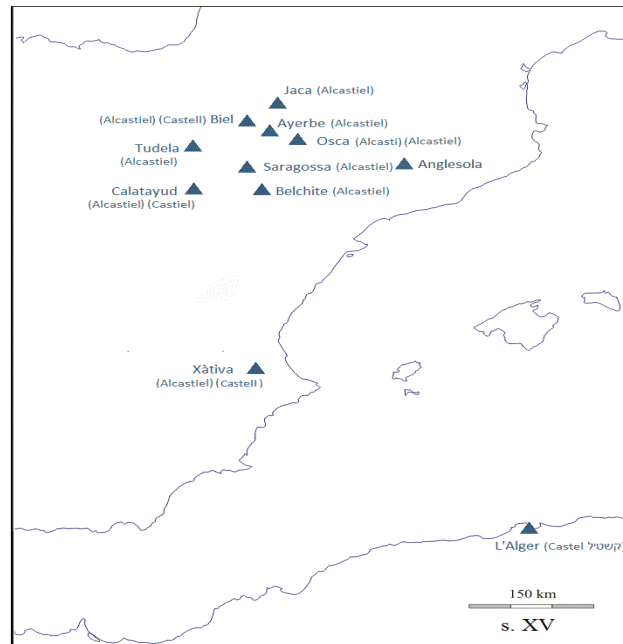 Jaca (Alcastiel)
(Alcastiel) (Castell) Biel
Ayerbe (Alcastiel)
Osca (Alcasti) (Alcastiel)
Tudela
(Alcastiel)
Saragossa (Alcastiel)
Anglesola
Calatayud
(Alcastiel) (Castiel)
Belchite (Alcastiel)
Xàtiva
(Alcastiel) (Castell)
L'Alger (Castel קשטיל)
150 km
s. XV